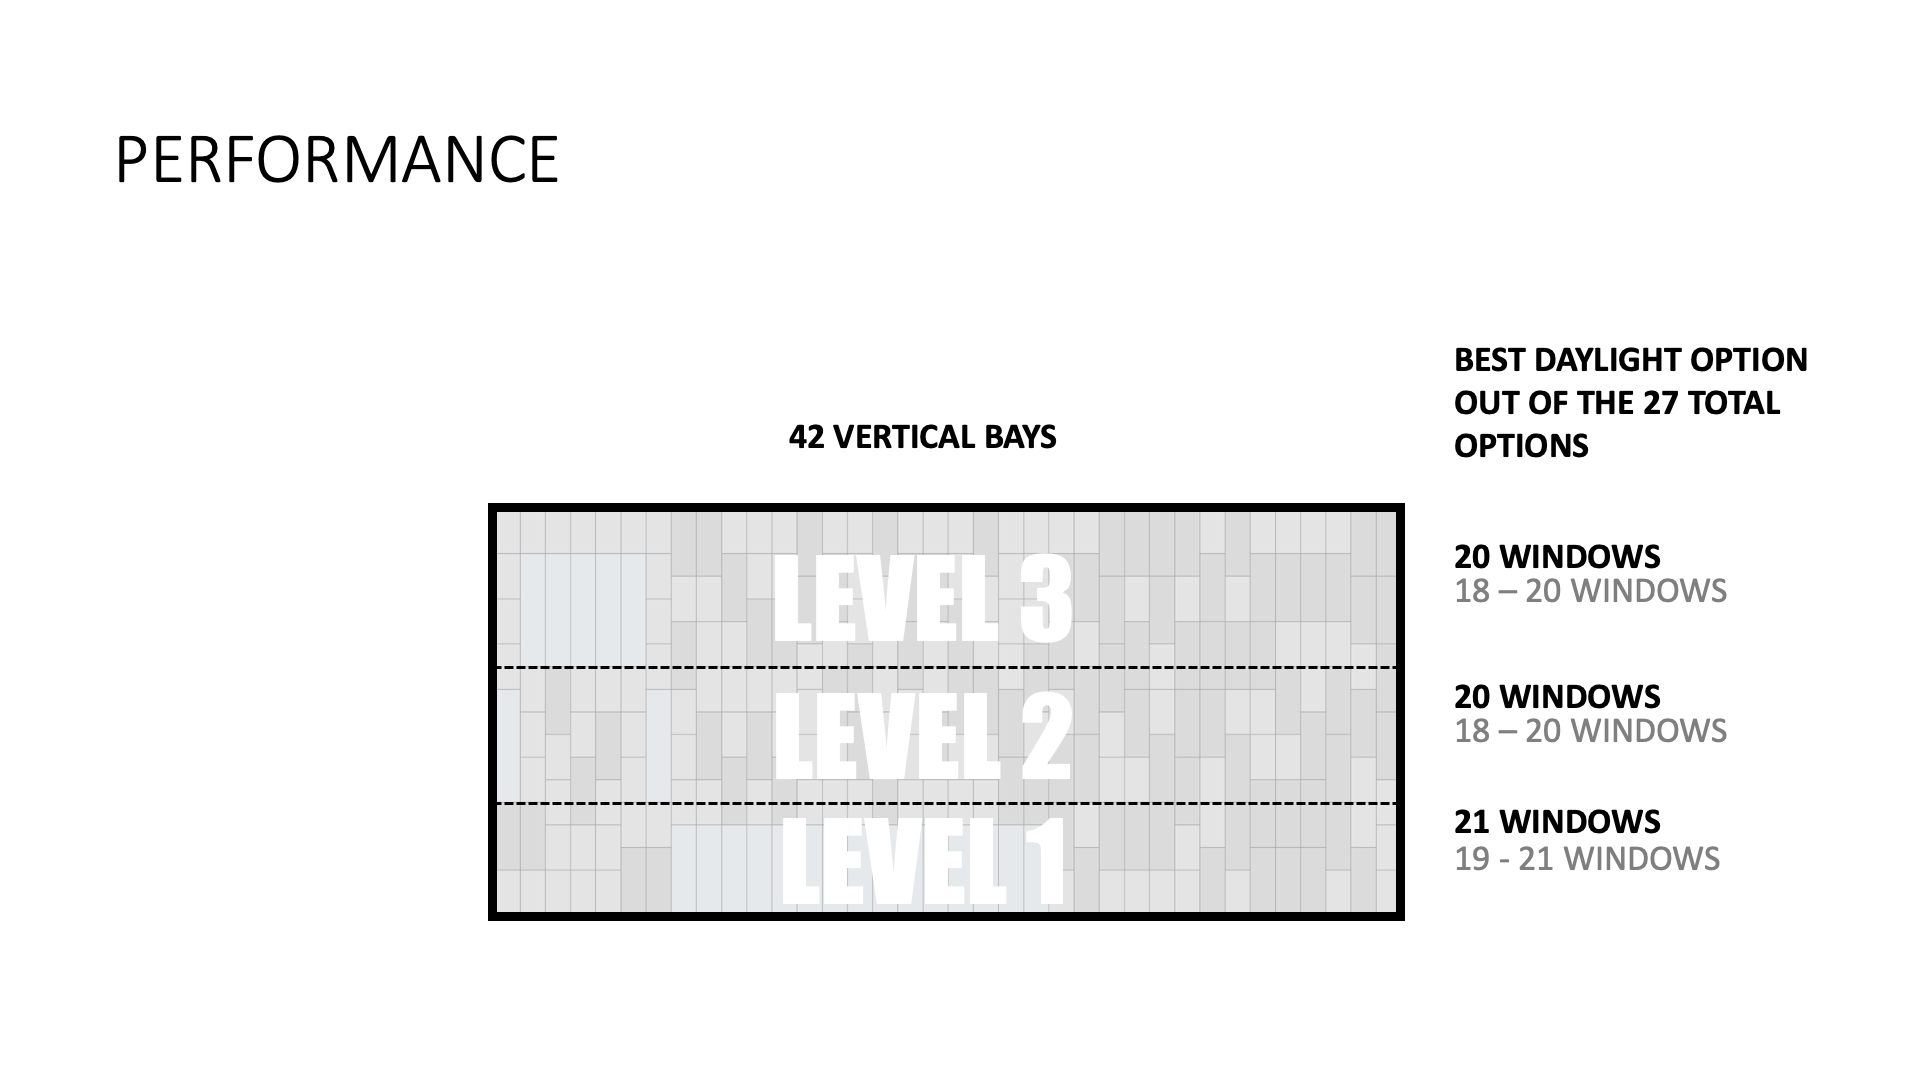 PERFORMANCE
BEST DAYLIGHT OPTION
OUT OF THE 27 TOTAL
OPTIONS
42 VERTICAL BAYS
LEVEL 3
20 WINDOWS
18 – 20 WINDOWS
LEVEL 2
20 WINDOWS
18 – 20 WINDOWS
LEVEL 1
21 WINDOWS
19 - 21 WINDOWS